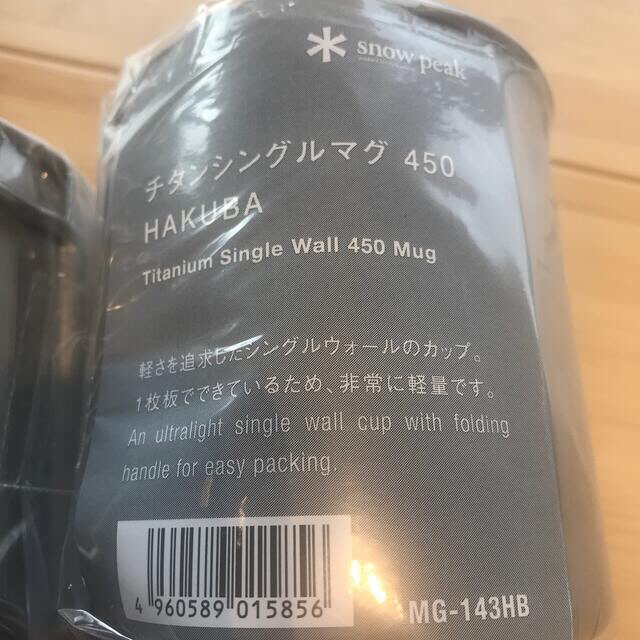 snow peak
チタンシングルマグ 450
HAKUBA
Titanium Single Wall 450 Mug
軽さを追求したシングルウォールのカップ。
1枚板でできているため、非常に軽量です。
An ultralight single wall cup with folding
handle for easy packing.
4 960589 015856
MG-143HB